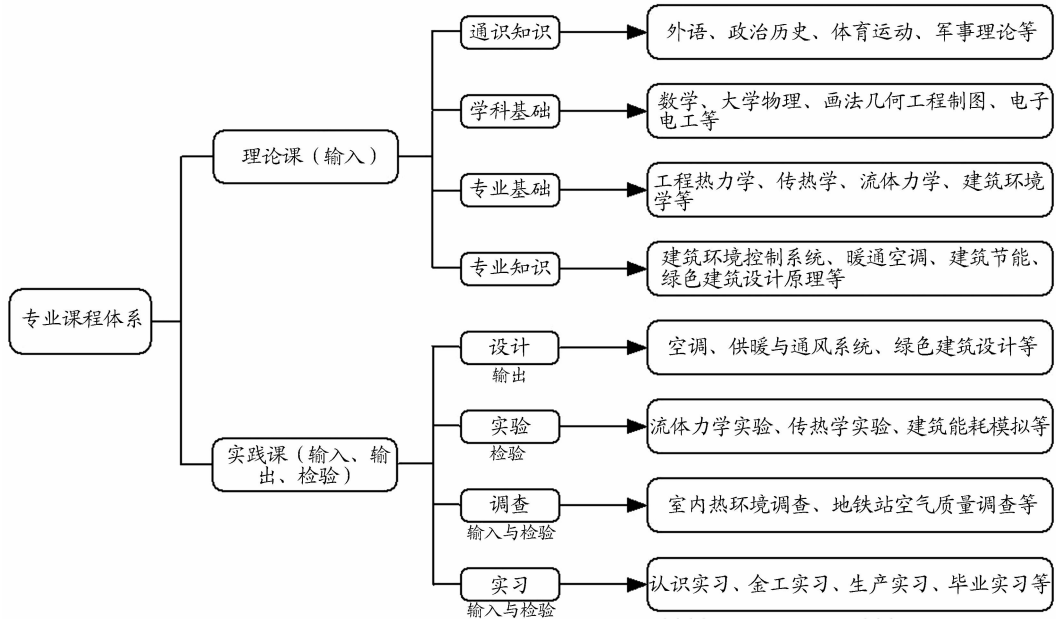 专业课程体系
理论课（输入）
通识知识
外语、政治历史、体育运动、军事理论等
学科基础
数学、大学物理、画法几何工程制图、电子
电工等
专业基础
工程热力学、传热学、流体力学、建筑环境
学等
专业知识
建筑环境控制系统、暖通空调、建筑节能、
绿色建筑设计原理等
实践课（输入、输
出、检验）
设计
输出
空调、供暖与通风系统、绿色建筑设计等
实验
检验
流体力学实验、传热学实验、建筑能耗模拟等
调查
输入与检验
室内热环境调查、地铁站空气质量调查等
实习
输入与检验
认识实习、金工实习、生产实习、毕业实习等